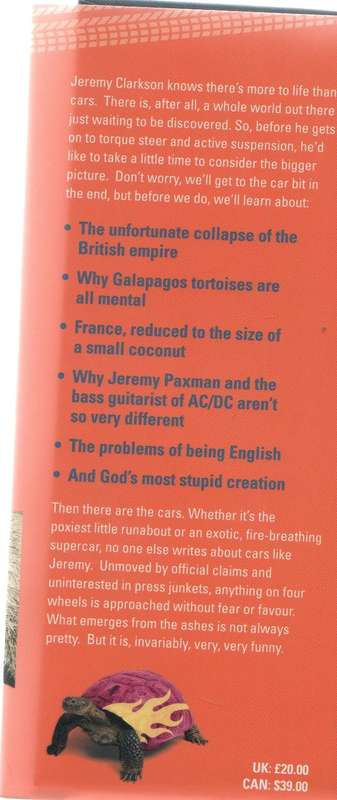 Jeremy Clarkson knows there's more to life than
cars. There is, after all, a whole world out there
just waiting to be discovered. So, before he gets
on to torque steer and active suspension, he'd
like to take a little time to consider the bigger
picture. Don't worry, we'll get to the car bit in
the end, but before we do, we'll learn about:
• The unfortunate collapse of the
British empire
• Why Galapagos tortoises are
all mental
• France, reduced to the size of
a small coconut
• Why Jeremy Paxman and the
bass guitarist of AC/DC aren't
so very different
• The problems of being English
• And God's most stupid creation
Then there are the cars. Whether it's the
poxiest little runabout or an exotic, fire-breathing
supercar, no one else writes about cars like
Jeremy. Unmoved by official claims and
uninterested in press junkets, anything on four
wheels is approached without fear or favour.
What emerges from the ashes is not always
pretty. But it is, invariably, very, very funny.
UK: £20.00
CAN: $39.00